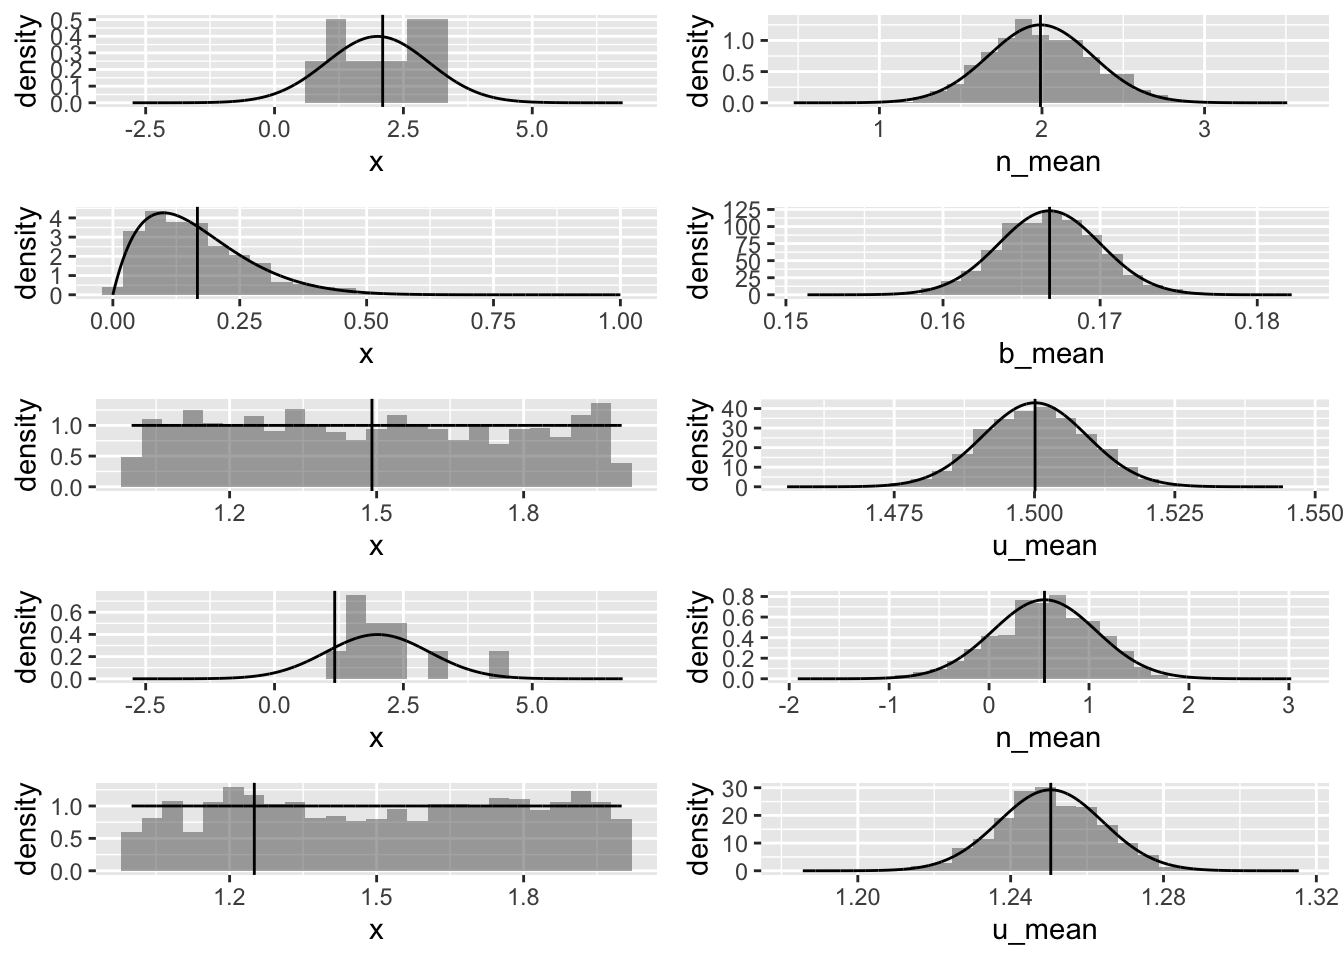 density
0.5
0.4
0.3
0.2
0.1
0.0
-2.5 0.0 2.5 5.0
x
density
1.0
0.5
0.0
1 2 3
n_mean
density
4
3
2
1
0
0.00 0.25 0.50 0.75 1.00
x
density
125
100
75
50
25
0
0.15 0.16 0.17 0.18
b_mean
density
1.0
0.5
0.0
1.2 1.5 1.8
x
density
40
30
20
10
0
1.475 1.500 1.525 1.550
u_mean
density
0.6
0.4
0.2
0.0
-2.5 0.0 2.5 5.0
x
density
0.8
0.6
0.4
0.2
0.0
-2 -1 0 1 2 3
n_mean
density
1.0
0.5
0.0
1.2 1.5 1.8
x
density
30
20
10
0
1.20 1.24 1.28 1.32
u_mean